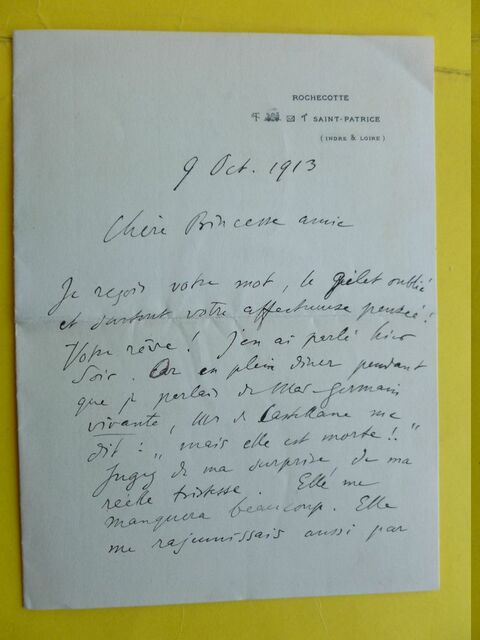 ROCHECOTTE
SAINT-PATRICE
(INDRE & LOIRE)
9 Oct. 1913
Chère Princesse amie
Je reçois votre mot, le gilet oublié
et surtout votre affectueuse pensée !
Votre rêve ! J'en ai parlé hier
Soir. Or en plein dîner pendant
que je parlais de Mme Germain
vivante, Mr de Castellane me
dit : „ mais elle est morte ! "
Jugez de ma surprise, de ma
réelle tristesse. Elle me
manquera beaucoup. Elle
me rajeunissait aussi par